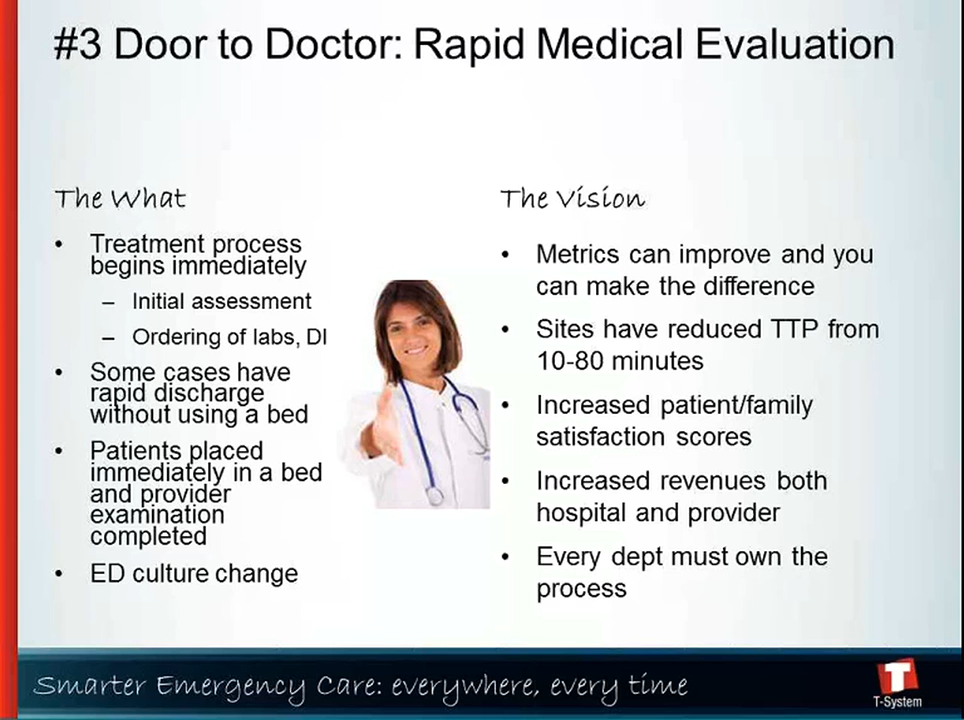 #3 Door to Doctor: Rapid Medical Evaluation
The What
• Treatment process
begins immediately
– Initial assessment
– Ordering of labs, DI
• Some cases have
rapid discharge
without using a bed
• Patients placed
immediately in a bed
and provider
examination
completed
• ED culture change
The Vision
• Metrics can improve and you
can make the difference
• Sites have reduced TTP from
10-80 minutes
• Increased patient/family
satisfaction scores
• Increased revenues both
hospital and provider
• Every dept must own the
process
Smarter Emergency Care: everywhere, every time
T
T-System